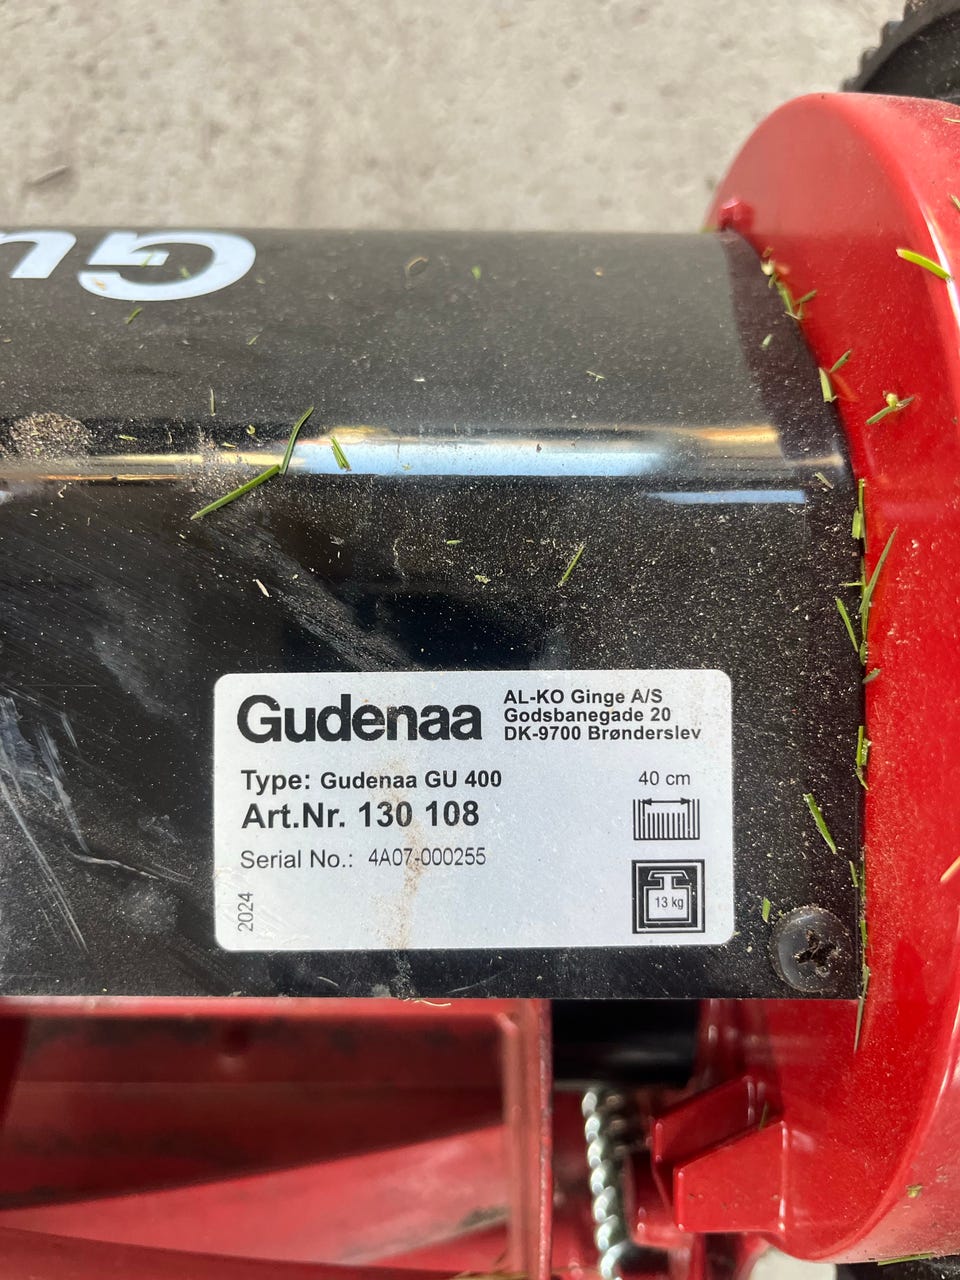 Gu
Gudenaa
AL-KO Ginge A/S
Godsbanegade 20
DK-9700 Brønderslev
Type: Gudenaa GU 400
Art.Nr. 130 108
Serial No.: 4A07-000255
2024
40 cm
13 kg